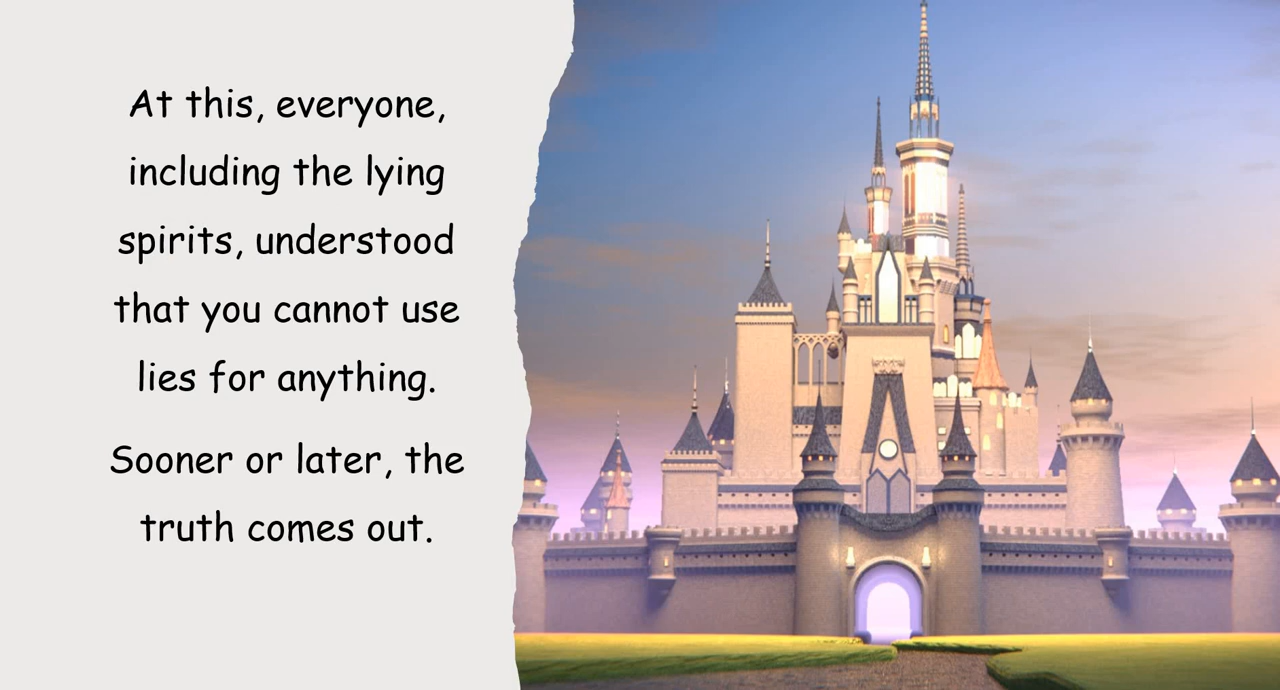 At this, everyone,
including the lying
spirits, understood
that you cannot use
lies for anything.
Sooner or later, the
truth comes out.